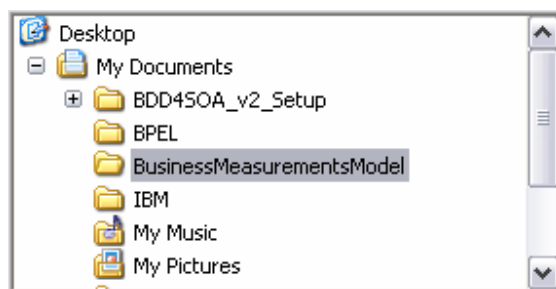 Desktop
My Documents
BDD4SOA_v2_Setup
BPEL
BusinessMeasurementsModel
IBM
My Music
My Pictures